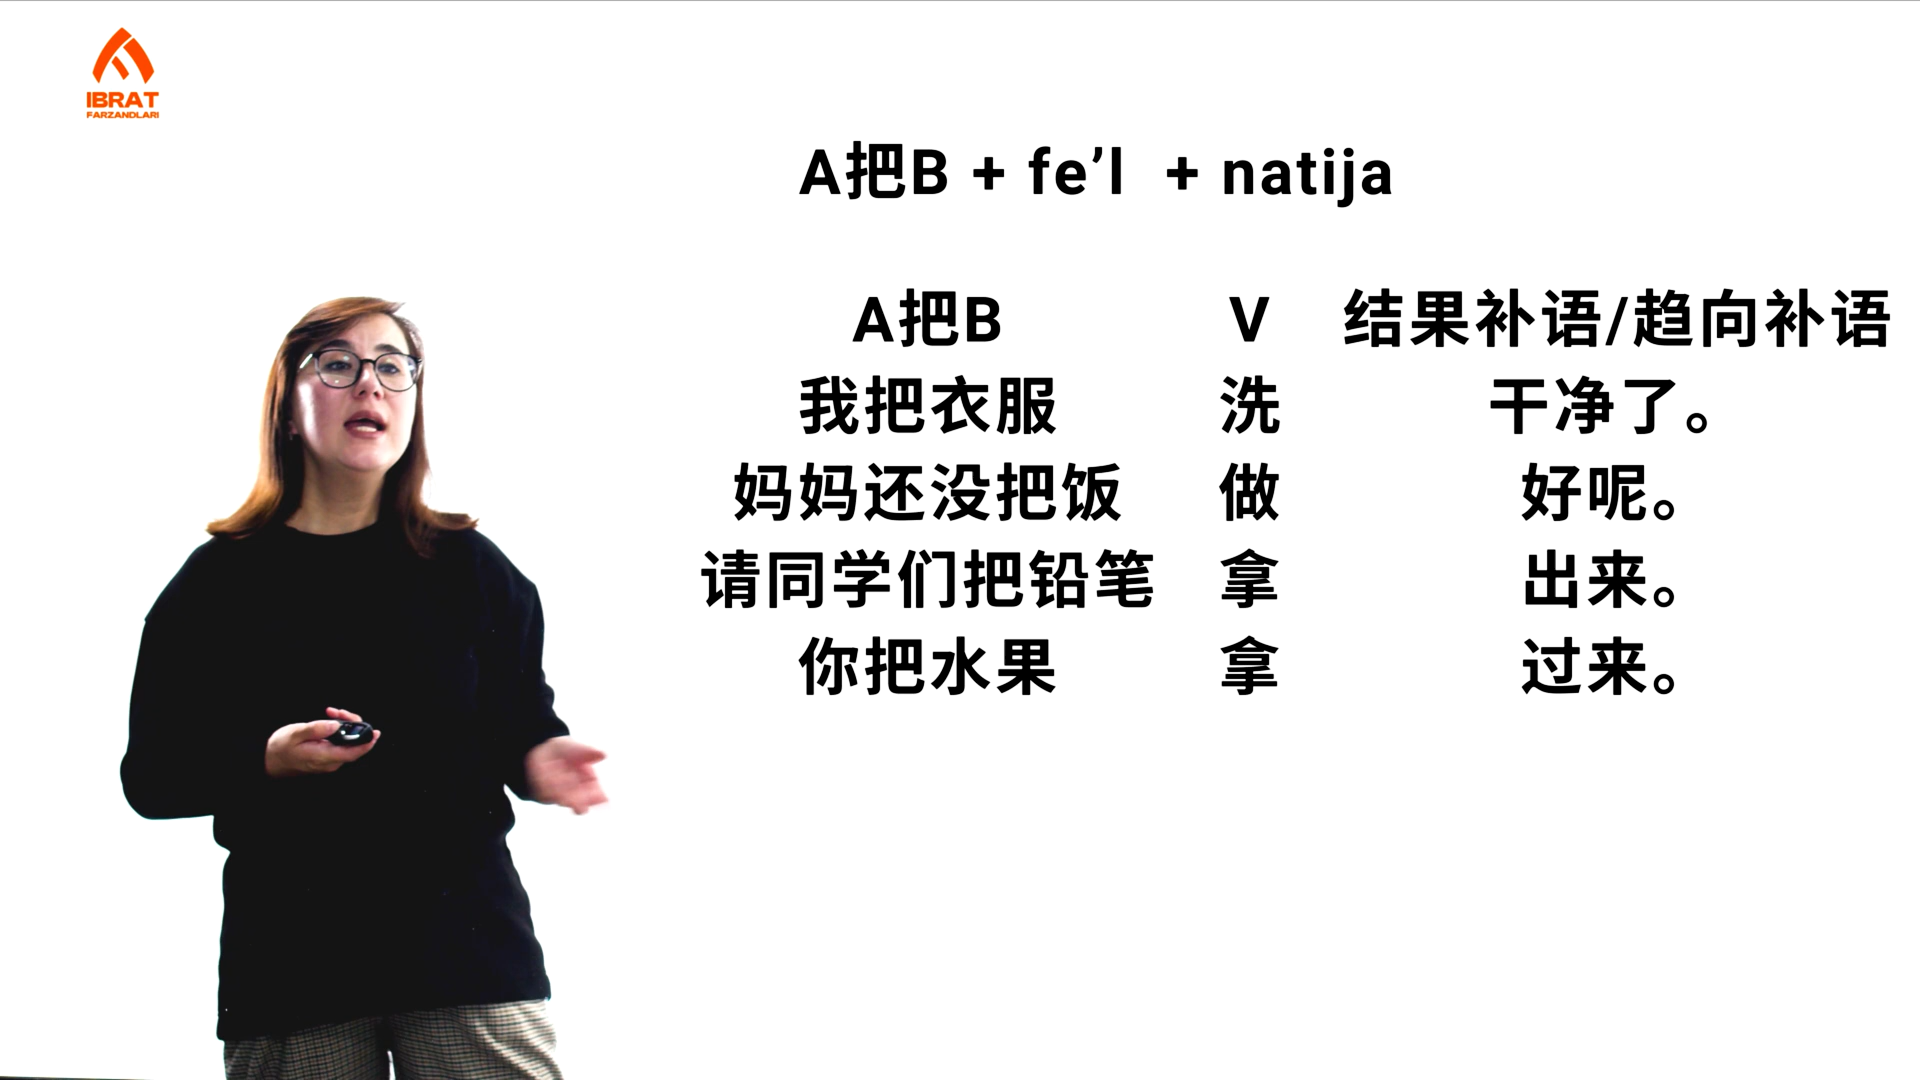 IBRAT
FARZANDLARI
A把B + fe’l + natija
A把B V 结果补语/趋向补语
我把衣服 洗 干净了。
妈妈还没把饭 做 好呢。
请同学们把铅笔 拿 出来。
你把水果 拿 过来。